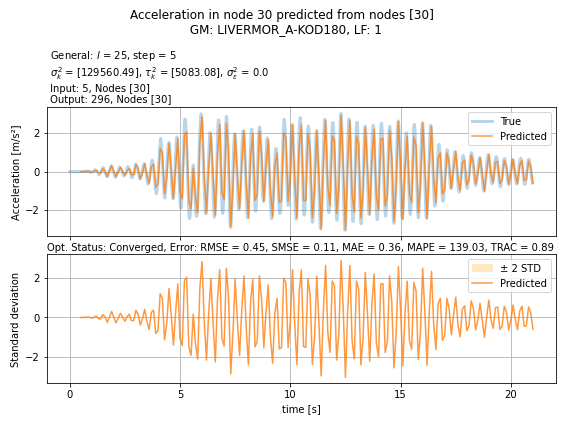 Acceleration in node 30 predicted from nodes [30]
GM: LIVERMOR_A-KOD180, LF: 1
General: l = 25, step = 5
σ²ₖ = [129560.49], τ²ₖ = [5083.08], σ²ε = 0.0
Input: 5, Nodes [30]
Output: 296, Nodes [30]
Acceleration [m/s²]
2
0
−2
True
Predicted
Opt. Status: Converged, Error: RMSE = 0.45, SMSE = 0.11, MAE = 0.36, MAPE = 139.03, TRAC = 0.89
Standard deviation
2
0
−2
± 2 STD
Predicted
0 5 10 15 20
time [s]